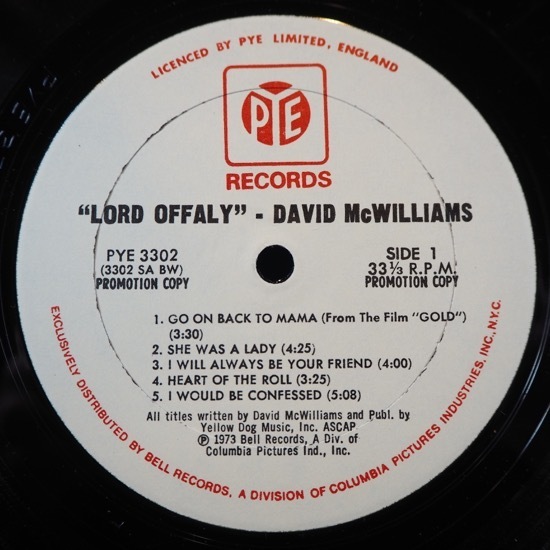 LICENCED BY PYE LIMITED, ENGLAND
PYE
RECORDS
"LORD OFFALY" - DAVID McWILLIAMS
PYE 3302
(3302 SA BW)
PROMOTION COPY
SIDE 1
33⅓ R.P.M.
PROMOTION COPY
1. GO ON BACK TO MAMA (From The Film "GOLD")
(3:30)
2. SHE WAS A LADY (4:25)
3. I WILL ALWAYS BE YOUR FRIEND (4:00)
4. HEART OF THE ROLL (3:25)
5. I WOULD BE CONFESSED (5:08)
All titles written by David McWilliams and Publ. by
Yellow Dog Music, Inc. ASCAP
Ⓟ 1973 Bell Records, A Div. of
Columbia Pictures Ind., Inc.
EXCLUSIVELY DISTRIBUTED BY BELL RECORDS, A DIVISION OF COLUMBIA PICTURES INDUSTRIES, INC., N.Y.C.